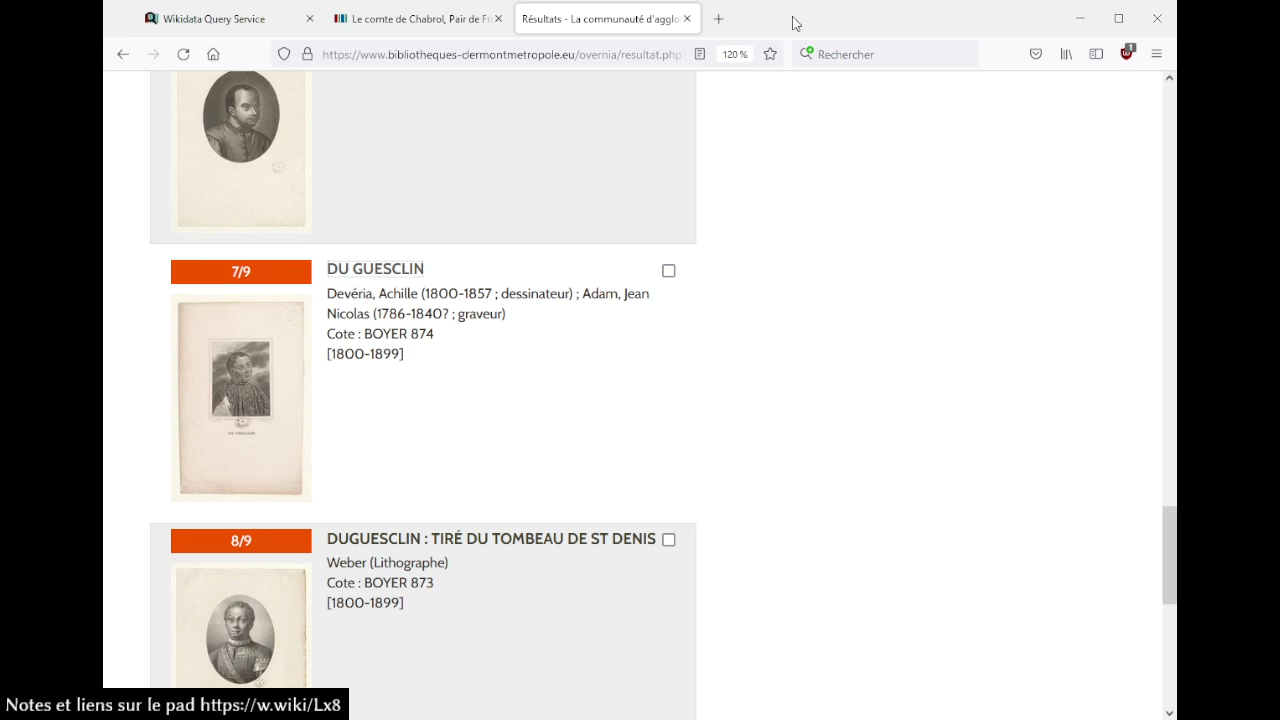 Wikidata Query Service
Le comte de Chabrol, Pair de Fr
Résultats - La communauté d'agglo
https://www.bibliotheques-clermontmetropole.eu/overnia/resultat.php
120 %
Rechercher
1
7/9
DU GUESCLIN
Devéria, Achille (1800-1857 ; dessinateur) ; Adam, Jean
Nicolas (1786-1840? ; graveur)
Cote : BOYER 874
[1800-1899]
8/9
DUGUESCLIN : TIRÉ DU TOMBEAU DE ST DENIS
Weber (Lithographe)
Cote : BOYER 873
[1800-1899]
Notes et liens sur le pad https://w.wiki/Lx8